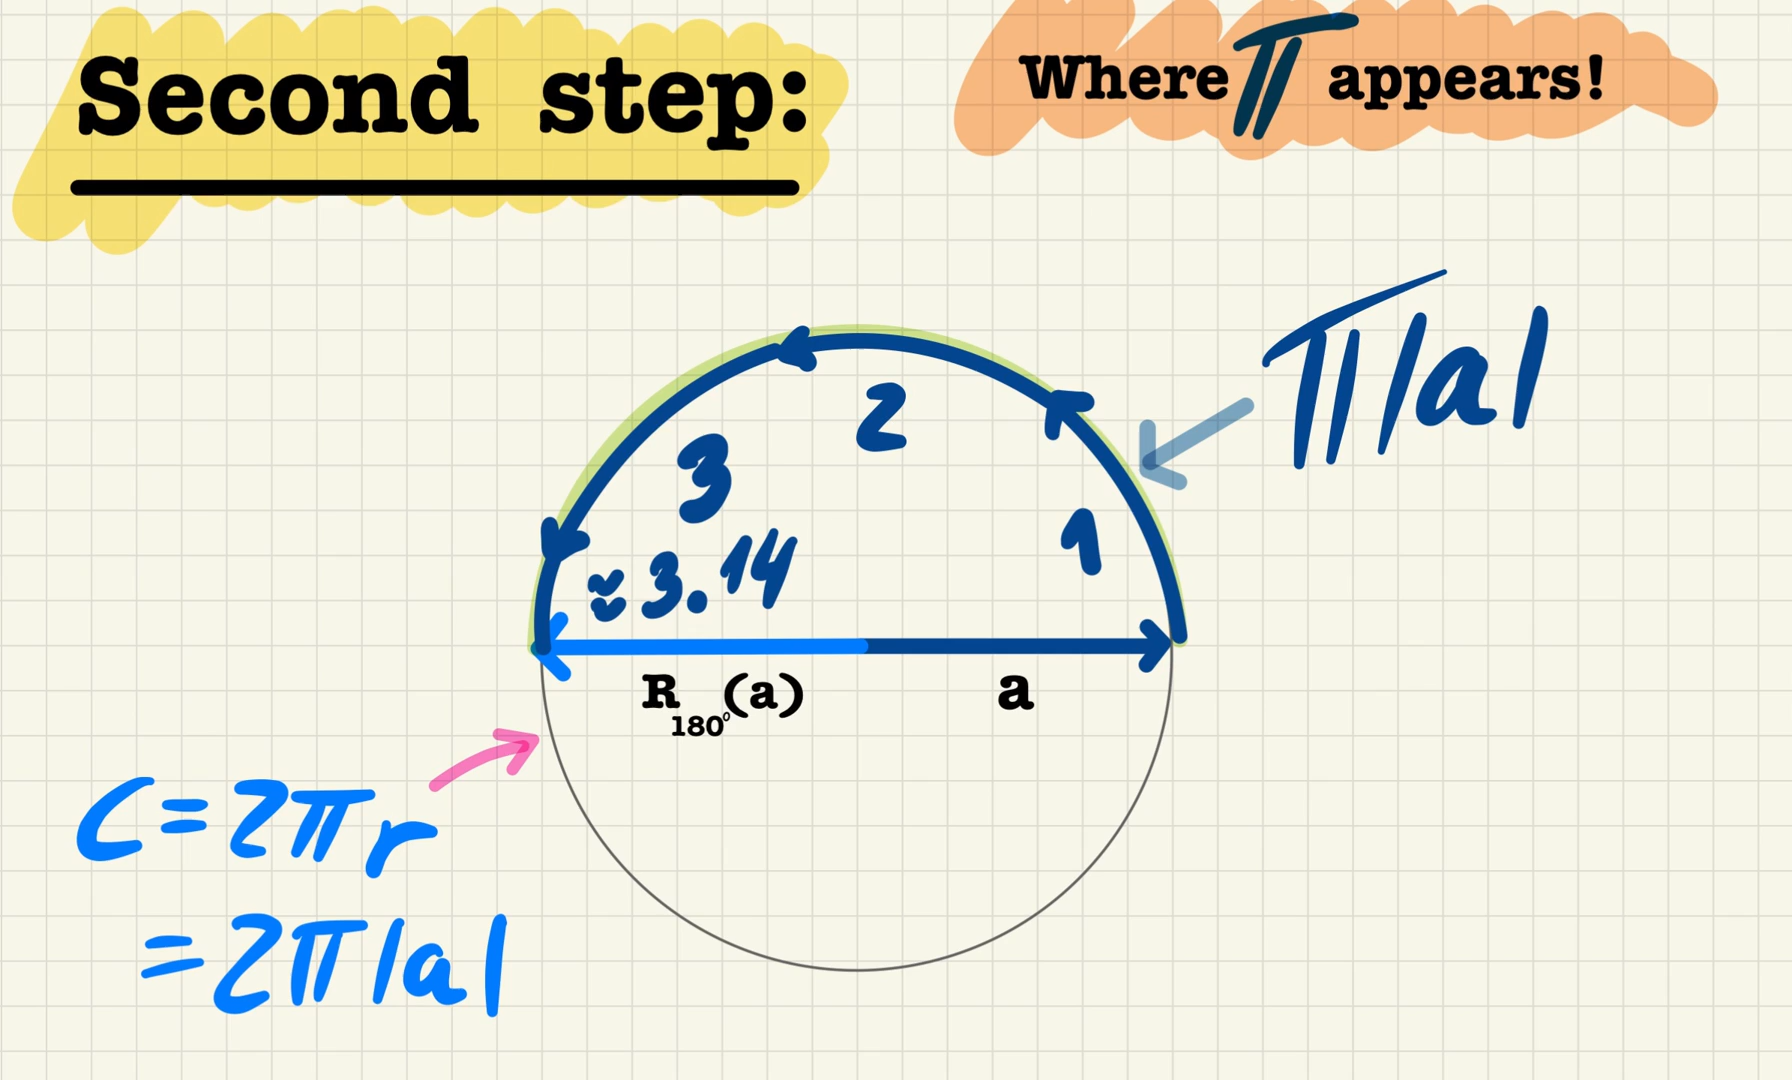 Second step:
Where π appears!
π|a|
2
3
1
≈3.14
R180°(a)
a
C=2πr
=2π|a|